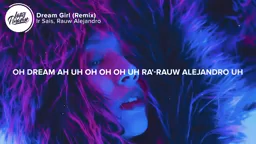 Dream Girl (Remix)
Ir Sais, Rauw Alejandro
OH DREAM AH UH OH OH OH UH RA'-RAUW ALEJANDRO UH